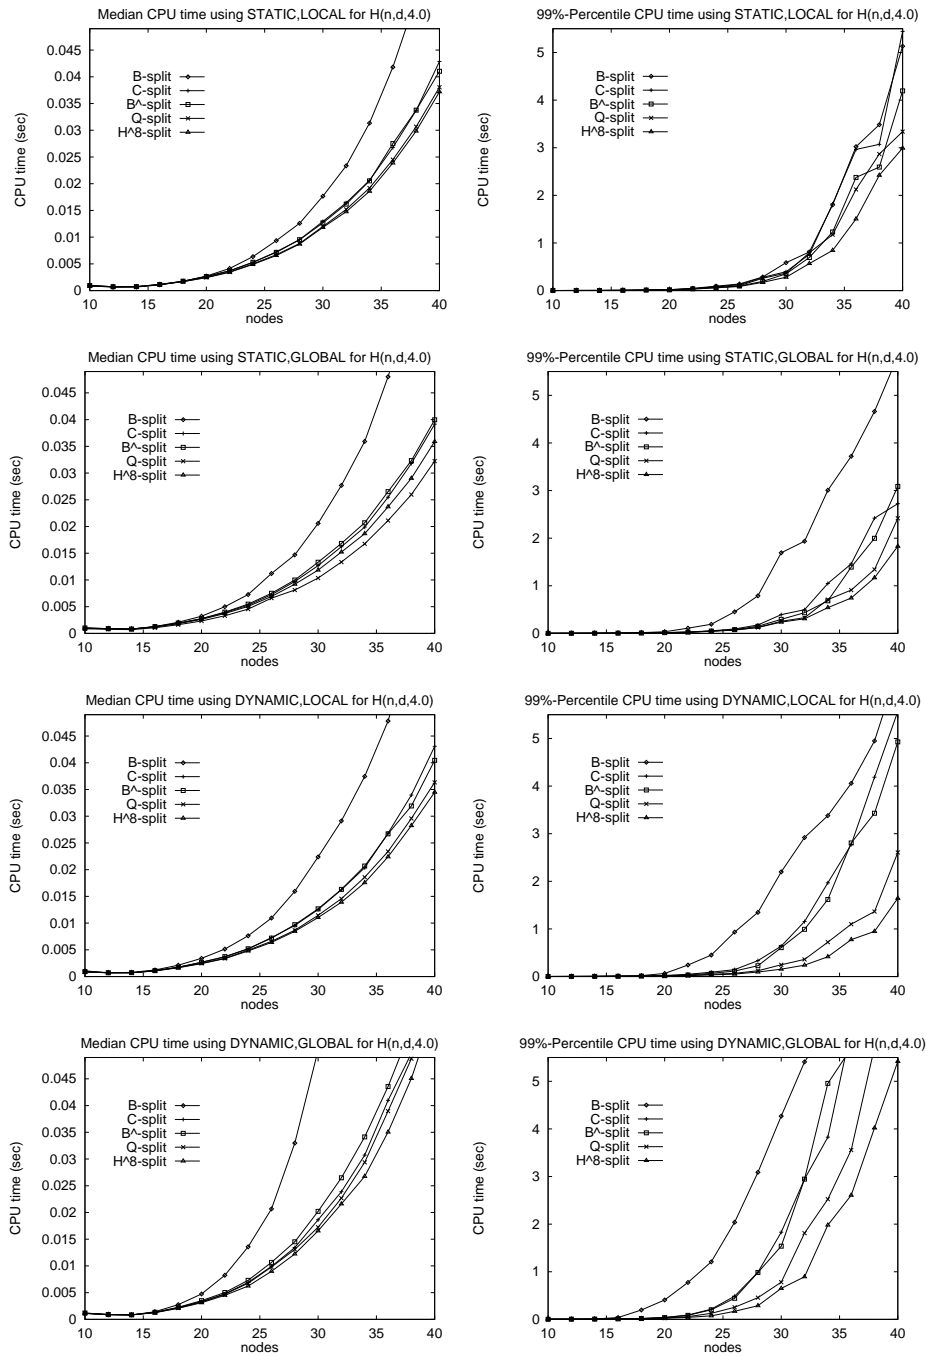 Median CPU time using STATIC,LOCAL for H(n,d,4.0)
CPU time (sec)
0.045
0.04
0.035
0.03
0.025
0.02
0.015
0.01
0.005
0
B-split
C-split
B^-split
Q-split
H^8-split
10 15 20 25 30 35 40
nodes
99%-Percentile CPU time using STATIC,LOCAL for H(n,d,4.0)
CPU time (sec)
5
4
3
2
1
0
B-split
C-split
B^-split
Q-split
H^8-split
10 15 20 25 30 35 40
nodes
Median CPU time using STATIC,GLOBAL for H(n,d,4.0)
CPU time (sec)
0.045
0.04
0.035
0.03
0.025
0.02
0.015
0.01
0.005
0
B-split
C-split
B^-split
Q-split
H^8-split
10 15 20 25 30 35 40
nodes
99%-Percentile CPU time using STATIC,GLOBAL for H(n,d,4.0)
CPU time (sec)
5
4
3
2
1
0
B-split
C-split
B^-split
Q-split
H^8-split
10 15 20 25 30 35 40
nodes
Median CPU time using DYNAMIC,LOCAL for H(n,d,4.0)
CPU time (sec)
0.045
0.04
0.035
0.03
0.025
0.02
0.015
0.01
0.005
0
B-split
C-split
B^-split
Q-split
H^8-split
10 15 20 25 30 35 40
nodes
99%-Percentile CPU time using DYNAMIC,LOCAL for H(n,d,4.0)
CPU time (sec)
5
4
3
2
1
0
B-split
C-split
B^-split
Q-split
H^8-split
10 15 20 25 30 35 40
nodes
Median CPU time using DYNAMIC,GLOBAL for H(n,d,4.0)
CPU time (sec)
0.045
0.04
0.035
0.03
0.025
0.02
0.015
0.01
0.005
0
B-split
C-split
B^-split
Q-split
H^8-split
10 15 20 25 30 35 40
nodes
99%-Percentile CPU time using DYNAMIC,GLOBAL for H(n,d,4.0)
CPU time (sec)
5
4
3
2
1
0
B-split
C-split
B^-split
Q-split
H^8-split
10 15 20 25 30 35 40
nodes